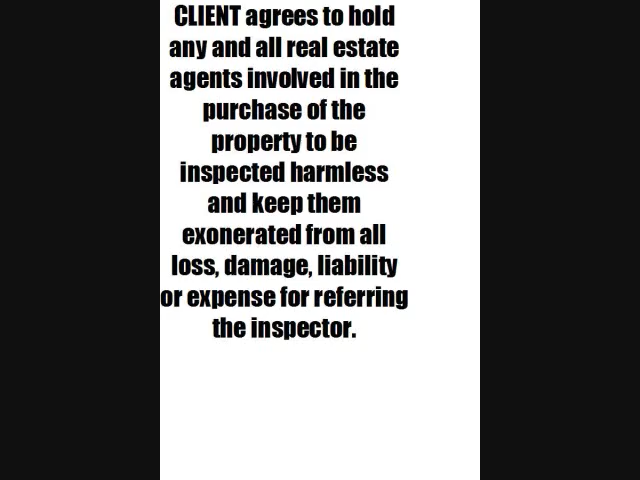 CLIENT agrees to hold
any and all real estate
agents involved in the
purchase of the
property to be
inspected harmless
and keep them
exonerated from all
loss, damage, liability
or expense for referring
the inspector.